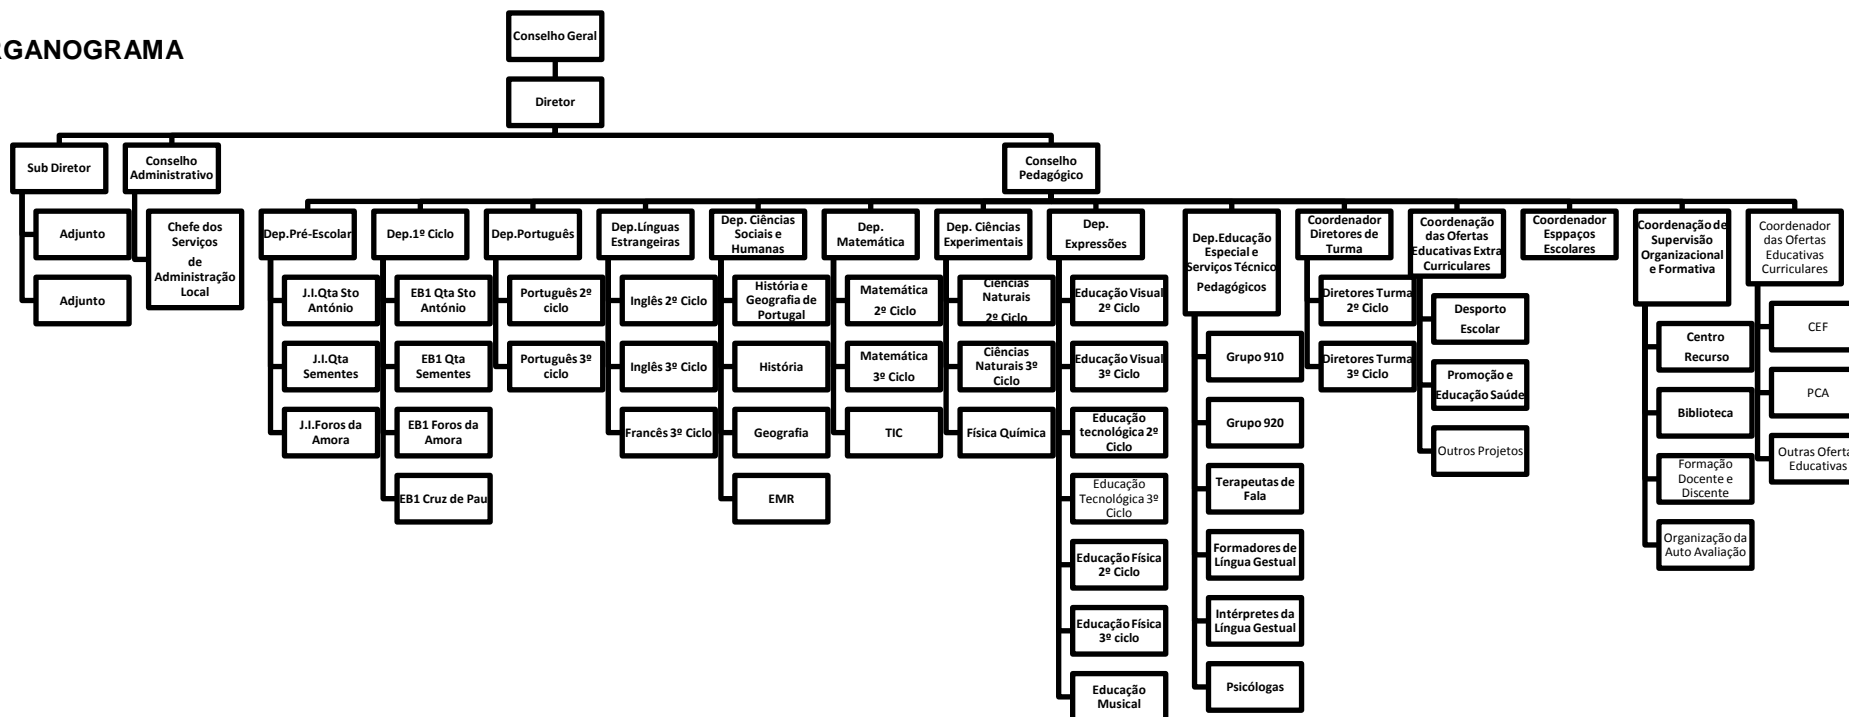 RGANOGRAMA
Conselho Geral
Diretor
Sub Diretor
Adjunto
Adjunto
Conselho
Administrativo
Chefe dos
Serviços
de
Administração
Local
Conselho
Pedagógico
Dep.Pré-Escolar
J.I.Qta Sto
António
J.I.Qta
Sementes
J.I.Foros da
Amora
Dep.1º Ciclo
EB1 Qta Sto
António
EB1 Qta
Sementes
EB1 Foros da
Amora
EB1 Cruz de Pau
Dep.Português
Português 2º
ciclo
Português 3º
ciclo
Dep.Línguas
Estrangeiras
Inglês 2º Ciclo
Inglês 3º Ciclo
Francês 3º Ciclo
Dep. Ciências
Sociais e
Humanas
História e
Geografia de
Portugal
História
Geografia
EMR
Dep.
Matemática
Matemática
2º Ciclo
Matemática
3º Ciclo
TIC
Dep. Ciências
Experimentais
Ciências
Naturais
2º Ciclo
Ciências
Naturais 3º
Ciclo
Física Química
Dep.
Expressões
Educação Visual
2º Ciclo
Educação Visual
3º Ciclo
Educação
tecnológica 2º
Ciclo
Educação
Tecnológica 3º
Ciclo
Educação Física
2º Ciclo
Educação Física
3º ciclo
Educação
Musical
Dep.Educação
Especial e
Serviços Técnico
Pedagógicos
Grupo 910
Grupo 920
Terapeutas de
Fala
Formadores de
Língua Gestual
Intérpretes da
Língua Gestual
Psicólogas
Coordenador
Diretores de
Turma
Diretores Turma
2º Ciclo
Diretores Turma
3º Ciclo
Coordenação
das Ofertas
Educativas Extra
Curriculares
Desporto
Escolar
Promoção e
Educação Saúde
Outros Projetos
Coordenador
Esppaços
Escolares
Coordenação de
Supervisão
Organizacional
e Formativa
Centro
Recurso
Biblioteca
Formação
Docente e
Discente
Organização da
Auto Avaliação
Coordenador
das Ofertas
Educativas
Curriculares
CEF
PCA
Outras Oferta
Educativas